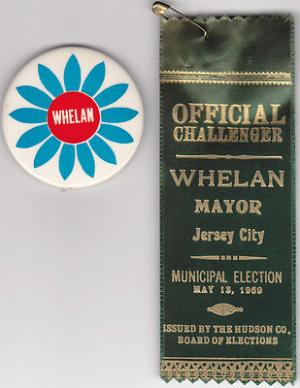 WHELAN
OFFICIAL
CHALLENGER
WHELAN
MAYOR
Jersey City
MUNICIPAL ELECTION
MAY 13, 1969
ISSUED BY THE HUDSON CO.
BOARD OF ELECTIONS